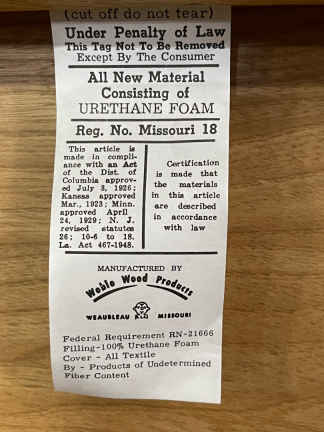 (cut off do not tear)
Under Penalty of Law
This Tag Not To Be Removed
Except By The Consumer
All New Material
Consisting of
URETHANE FOAM
Reg. No. Missouri 18
This article is
made in compli-
ance with an Act
of the Dist. of
Columbia approv-
ed July 3, 1926;
Kansas approved
Mar., 1923; Minn.
approved April
24, 1929; N. J.
revised statutes
26; 10-6 to 18.
La. Act 467-1948.
Certification
is made that
the materials
in this article
are described
in accordance
with law
MANUFACTURED BY
Woble Wood Products
WEAUBLEAU MISSOURI
Federal Requirement RN-21666
Filling-100% Urethane Foam
Cover - All Textile
By - Products of Undetermined
Fiber Content